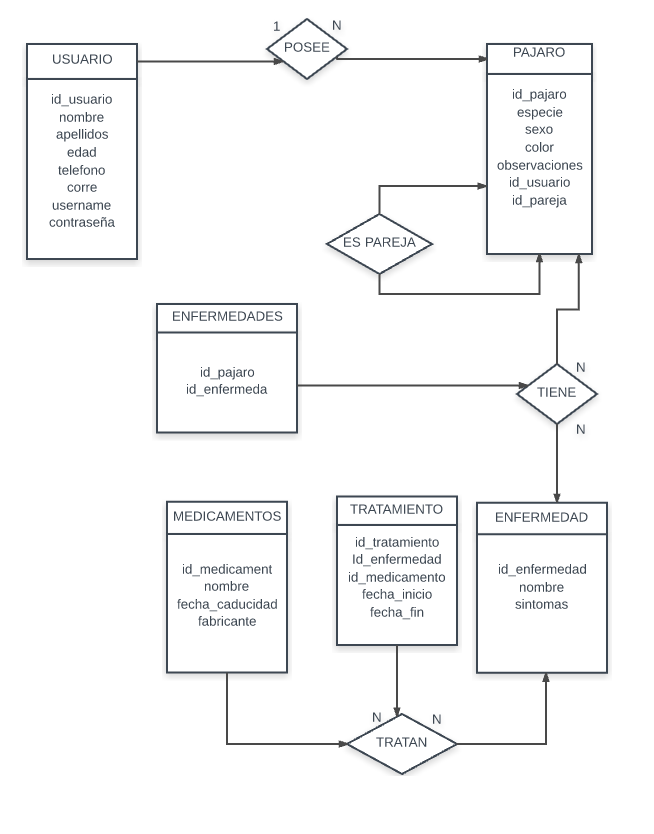 1
N
POSEE
USUARIO
id_usuario
nombre
apellidos
edad
telefono
corre
username
contraseña
PAJARO
id_pajaro
especie
sexo
color
observaciones
id_usuario
id_pareja
ES PAREJA
ENFERMEDADES
id_pajaro
id_enfermeda
N
TIENE
N
MEDICAMENTOS
id_medicament
nombre
fecha_caducidad
fabricante
TRATAMIENTO
id_tratamiento
Id_enfermedad
id_medicamento
fecha_inicio
fecha_fin
ENFERMEDAD
id_enfermedad
nombre
sintomas
N
N
TRATAN